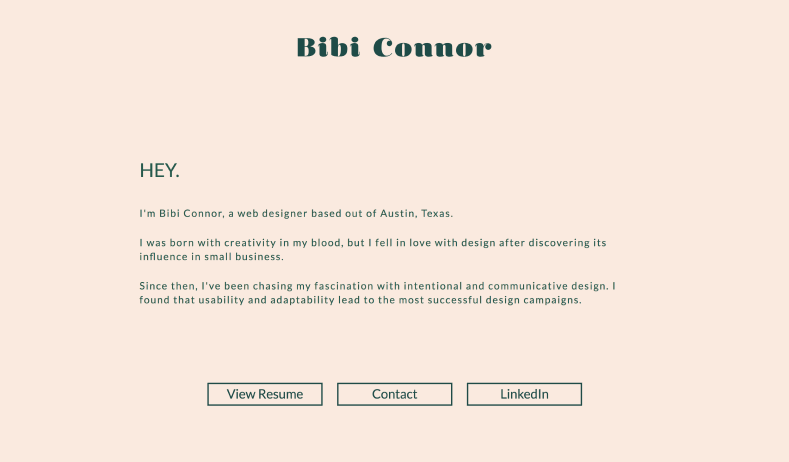 Bibi Connor
HEY.
I'm Bibi Connor, a web designer based out of Austin, Texas.
I was born with creativity in my blood, but I fell in love with design after discovering its
influence in small business.
Since then, I've been chasing my fascination with intentional and communicative design. I
found that usability and adaptability lead to the most successful design campaigns.
View Resume
Contact
LinkedIn